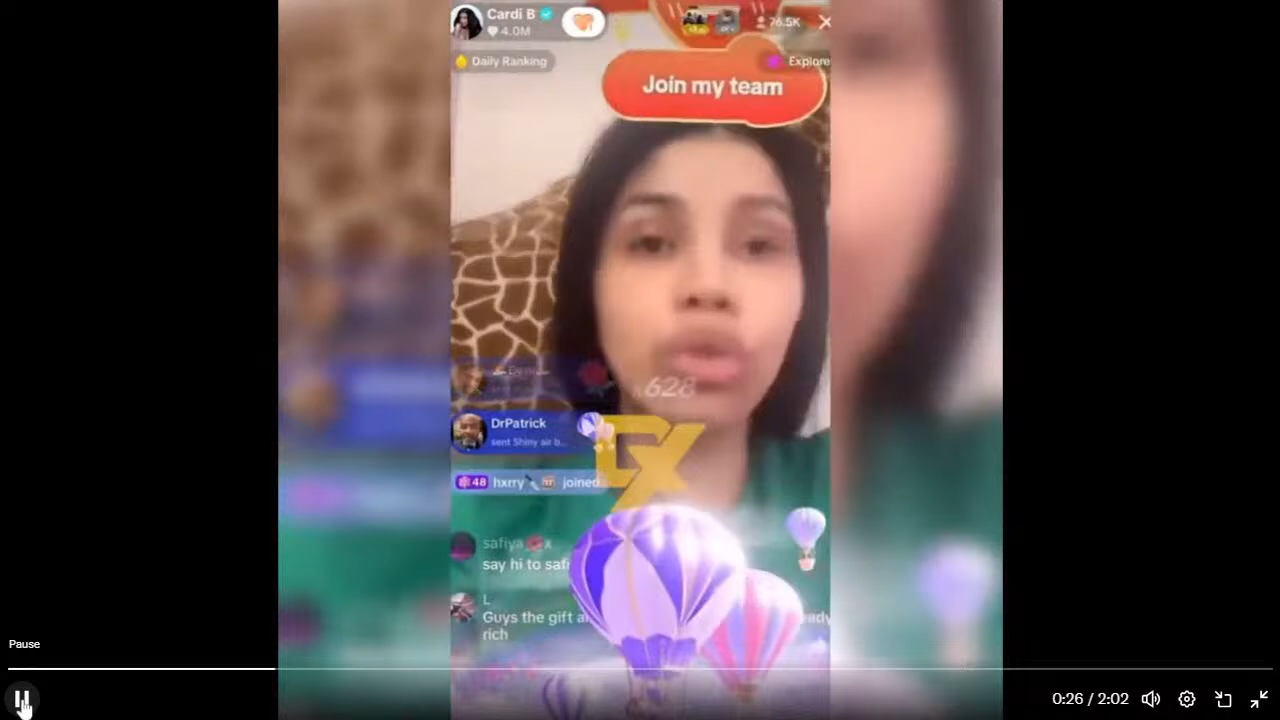 Cardi B
4.0M
76.5K
Daily Ranking
Explore
Join my team
628
DrPatrick
sent Shiny air b...
48 hxrry joined
safiya x
say hi to saf
L
Guys the gift a
eady
rich
Pause
0:26 / 2:02